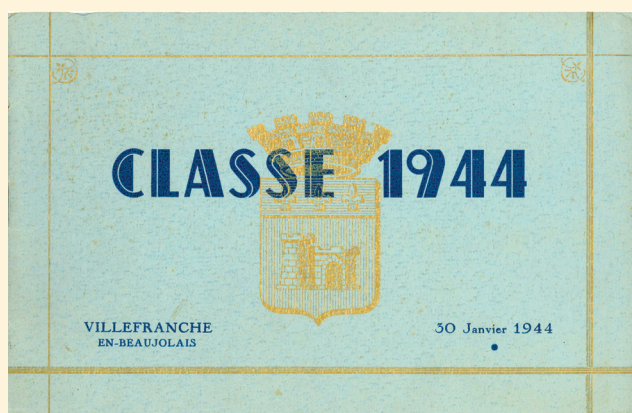 CLASSE 1944
VILLEFRANCHE
EN-BEAUJOLAIS
30 Janvier 1944